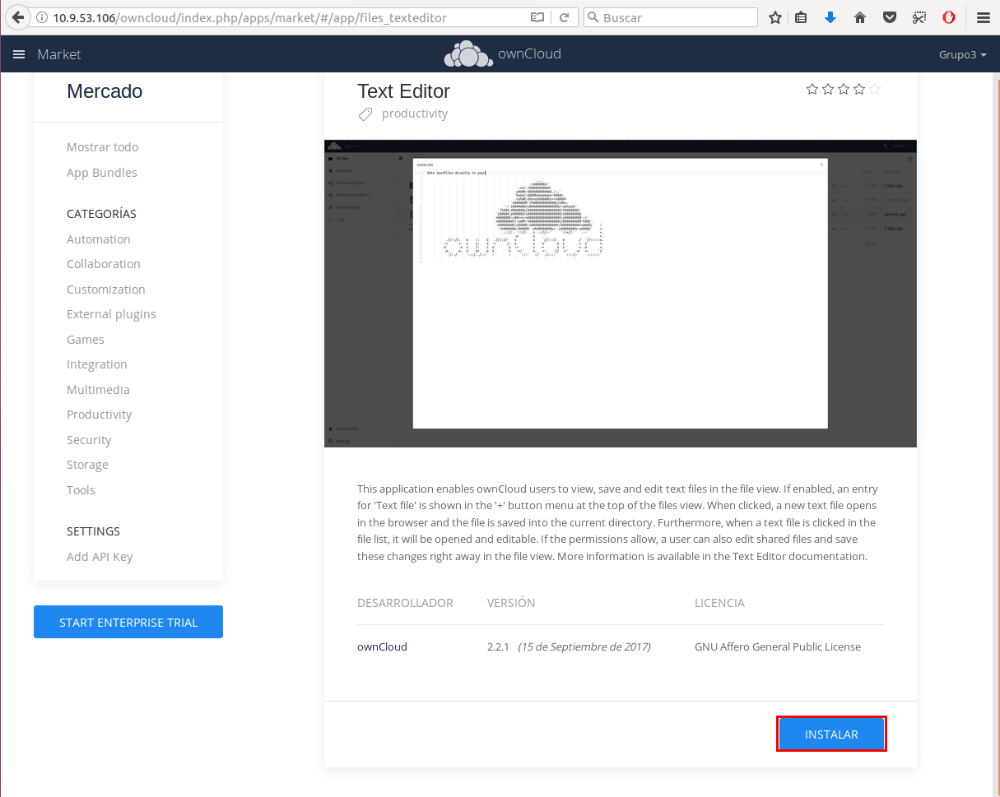 10.9.53.106/owncloud/index.php/apps/market/#/app/files_texteditor
Buscar
Market
ownCloud
Grupo3
Mercado
Mostrar todo
App Bundles
CATEGORÍAS
Automation
Collaboration
Customization
External plugins
Games
Integration
Multimedia
Productivity
Security
Storage
Tools
SETTINGS
Add API Key
START ENTERPRISE TRIAL
Text Editor
productivity
notes.txt
Edit textfiles directly in your
This application enables ownCloud users to view, save and edit text files in the file view. If enabled, an entry
for 'Text file' is shown in the '+' button menu at the top of the files view. When clicked, a new text file opens
in the browser and the file is saved into the current directory. Furthermore, when a text file is clicked in the
file list, it will be opened and editable. If the permissions allow, a user can also edit shared files and save
these changes right away in the file view. More information is available in the Text Editor documentation.
DESARROLLADOR VERSIÓN LICENCIA
ownCloud 2.2.1 (15 de Septiembre de 2017) GNU Affero General Public License
INSTALAR